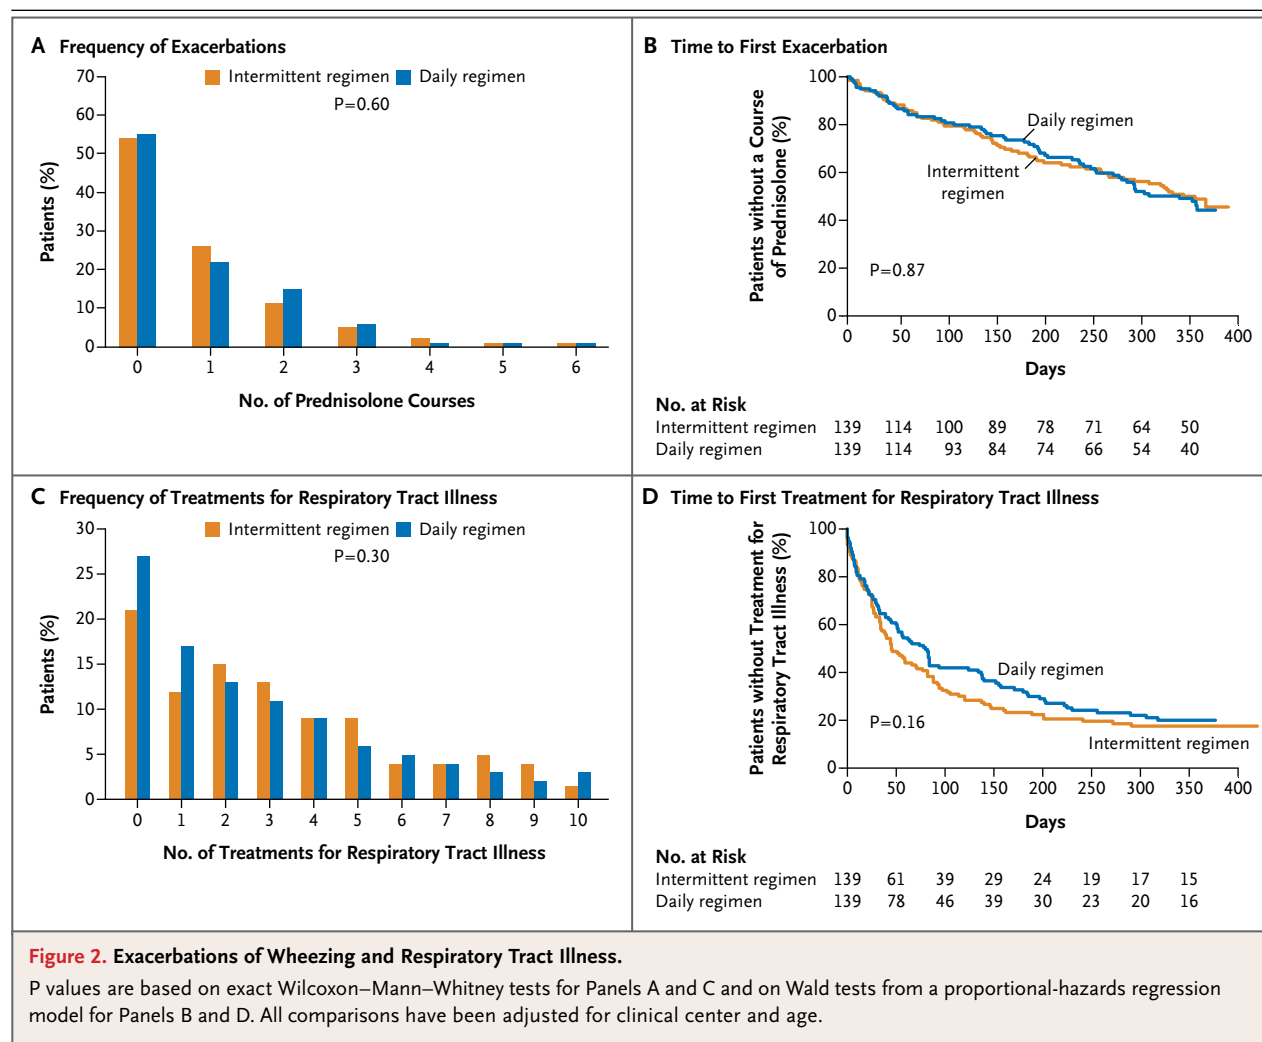 A Frequency of Exacerbations
Intermittent regimen Daily regimen
P=0.60
Patients (%)
70
60
50
40
30
20
10
0
0 1 2 3 4 5 6
No. of Prednisolone Courses
B Time to First Exacerbation
Patients without a Course
of Prednisolone (%)
100
80
60
40
20
0
Daily regimen
Intermittent
regimen
P=0.87
0 50 100 150 200 250 300 350 400
Days
No. at Risk
Intermittent regimen 139 114 100 89 78 71 64 50
Daily regimen 139 114 93 84 74 66 54 40
C Frequency of Treatments for Respiratory Tract Illness
Intermittent regimen Daily regimen
P=0.30
Patients (%)
30
25
20
15
10
5
0
0 1 2 3 4 5 6 7 8 9 10
No. of Treatments for Respiratory Tract Illness
D Time to First Treatment for Respiratory Tract Illness
Patients without Treatment for
Respiratory Tract Illness (%)
100
80
60
40
20
0
Daily regimen
P=0.16
Intermittent regimen
0 50 100 150 200 250 300 350 400
Days
No. at Risk
Intermittent regimen 139 61 39 29 24 19 17 15
Daily regimen 139 78 46 39 30 23 20 16
Figure 2. Exacerbations of Wheezing and Respiratory Tract Illness.
P values are based on exact Wilcoxon–Mann–Whitney tests for Panels A and C and on Wald tests from a proportional-hazards regression
model for Panels B and D. All comparisons have been adjusted for clinical center and age.